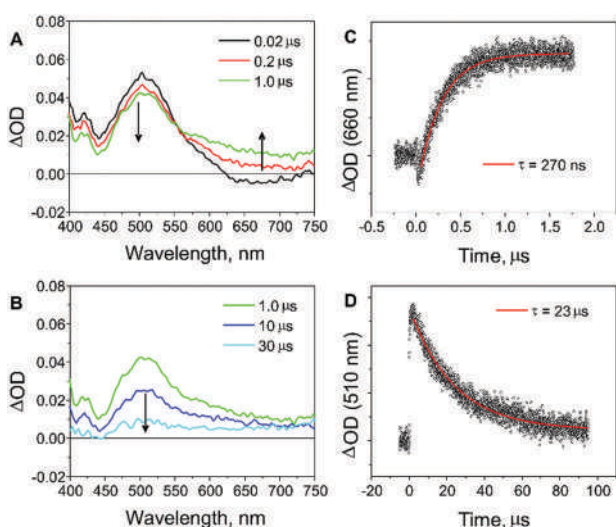 A
0.02 µs
0.2 µs
1.0 µs
0.08
0.06
0.04
0.02
0.00
-0.02
ΔOD
400 450 500 550 600 650 700 750
Wavelength, nm
C
ΔOD (660 nm)
τ = 270 ns
-0.5 0.0 0.5 1.0 1.5 2.0
Time, µs
B
1.0 µs
10 µs
30 µs
0.08
0.06
0.04
0.02
0.00
-0.02
ΔOD
400 450 500 550 600 650 700 750
Wavelength, nm
D
ΔOD (510 nm)
τ = 23 µs
-20 0 20 40 60 80 100
Time, µs